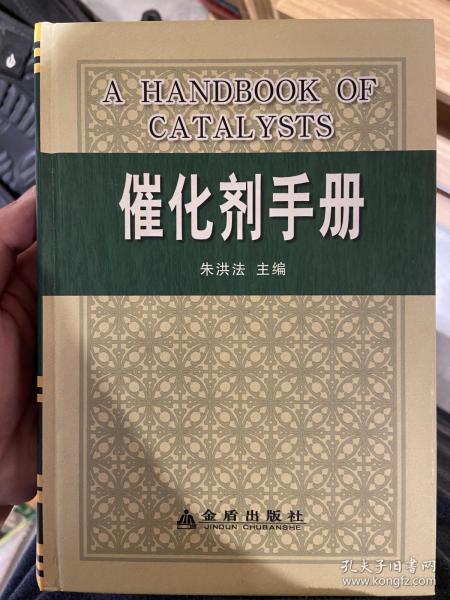 A HANDBOOK OF
CATALYSTS
催化剂手册
朱洪法 主编
金盾出版社
JINDUN CHUBANSHE
孔夫子旧书网
www.kongfz.com